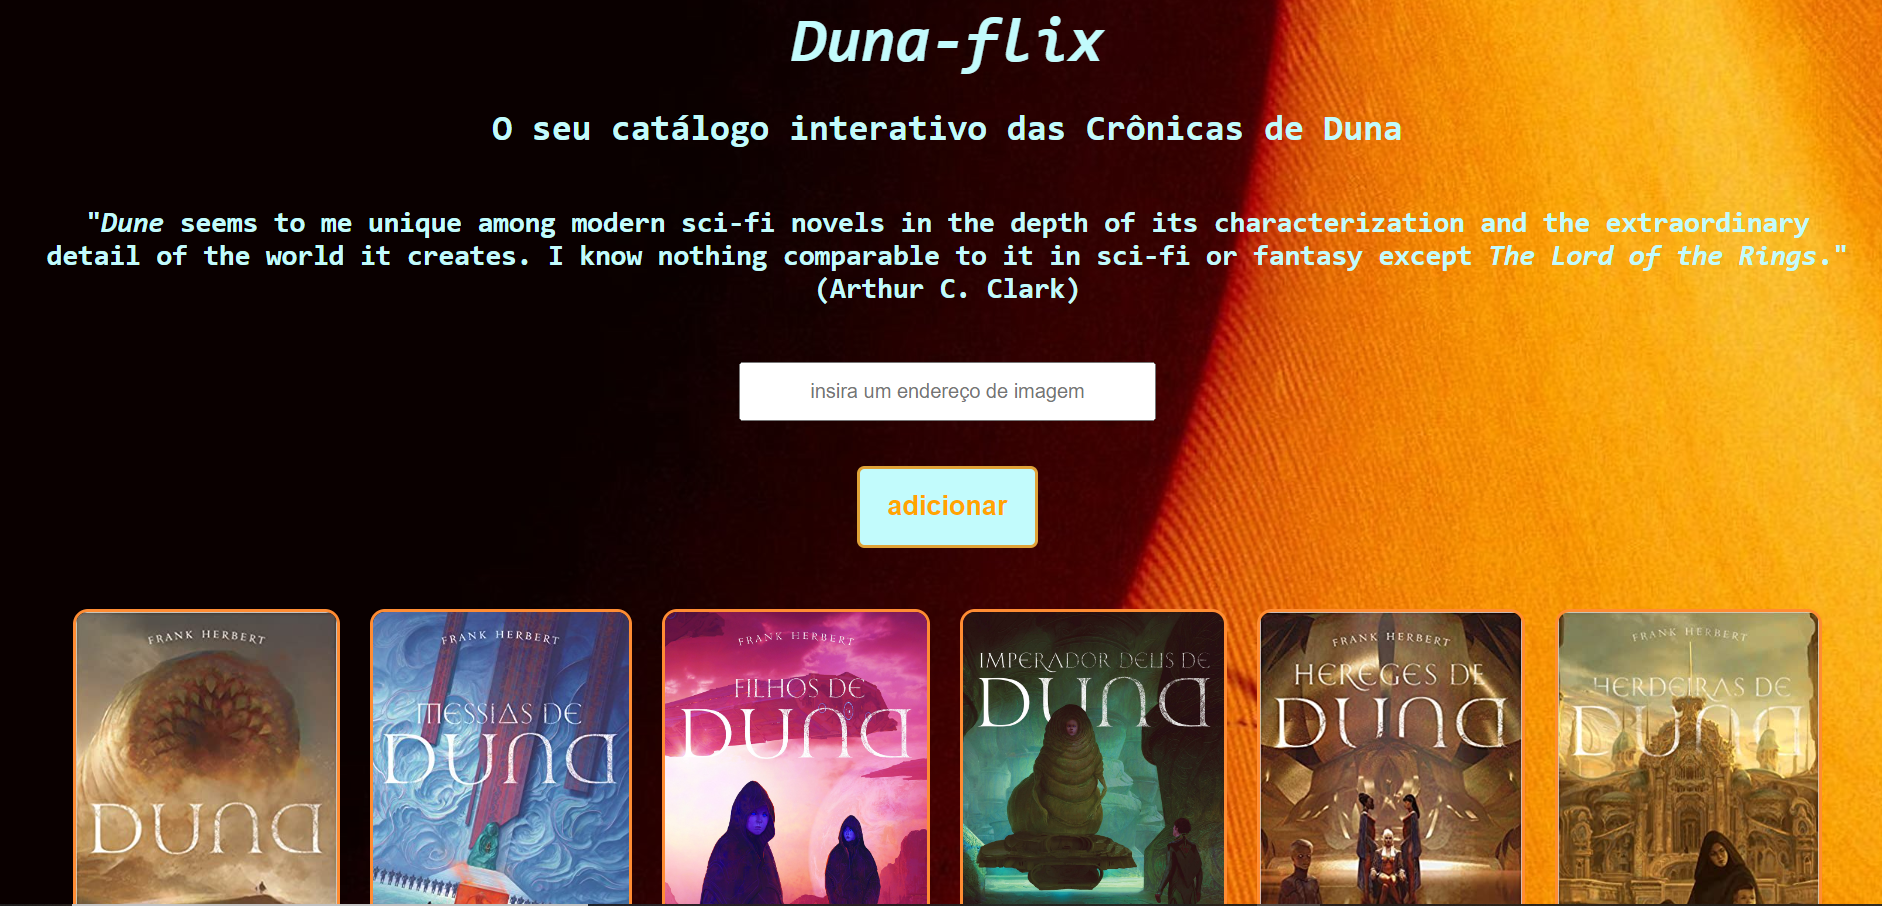 Duna-flix
O seu catálogo interativo das Crônicas de Duna
"Dune seems to me unique among modern sci-fi novels in the depth of its characterization and the extraordinary
detail of the world it creates. I know nothing comparable to it in sci-fi or fantasy except The Lord of the Rings."
(Arthur C. Clark)
insira um endereço de imagem
adicionar
FRANK HERBERT
DUNA
FRANK HERBERT
MESSIAS DE
DUNA
FRANK HERBERT
FILHOS DE
DUNA
IMPERADOR DEUS DE
DUNA
FRANK HERBERT
HEREGES DE
DUNA
FRANK HERBERT
HERDEIRAS DE
DUNA